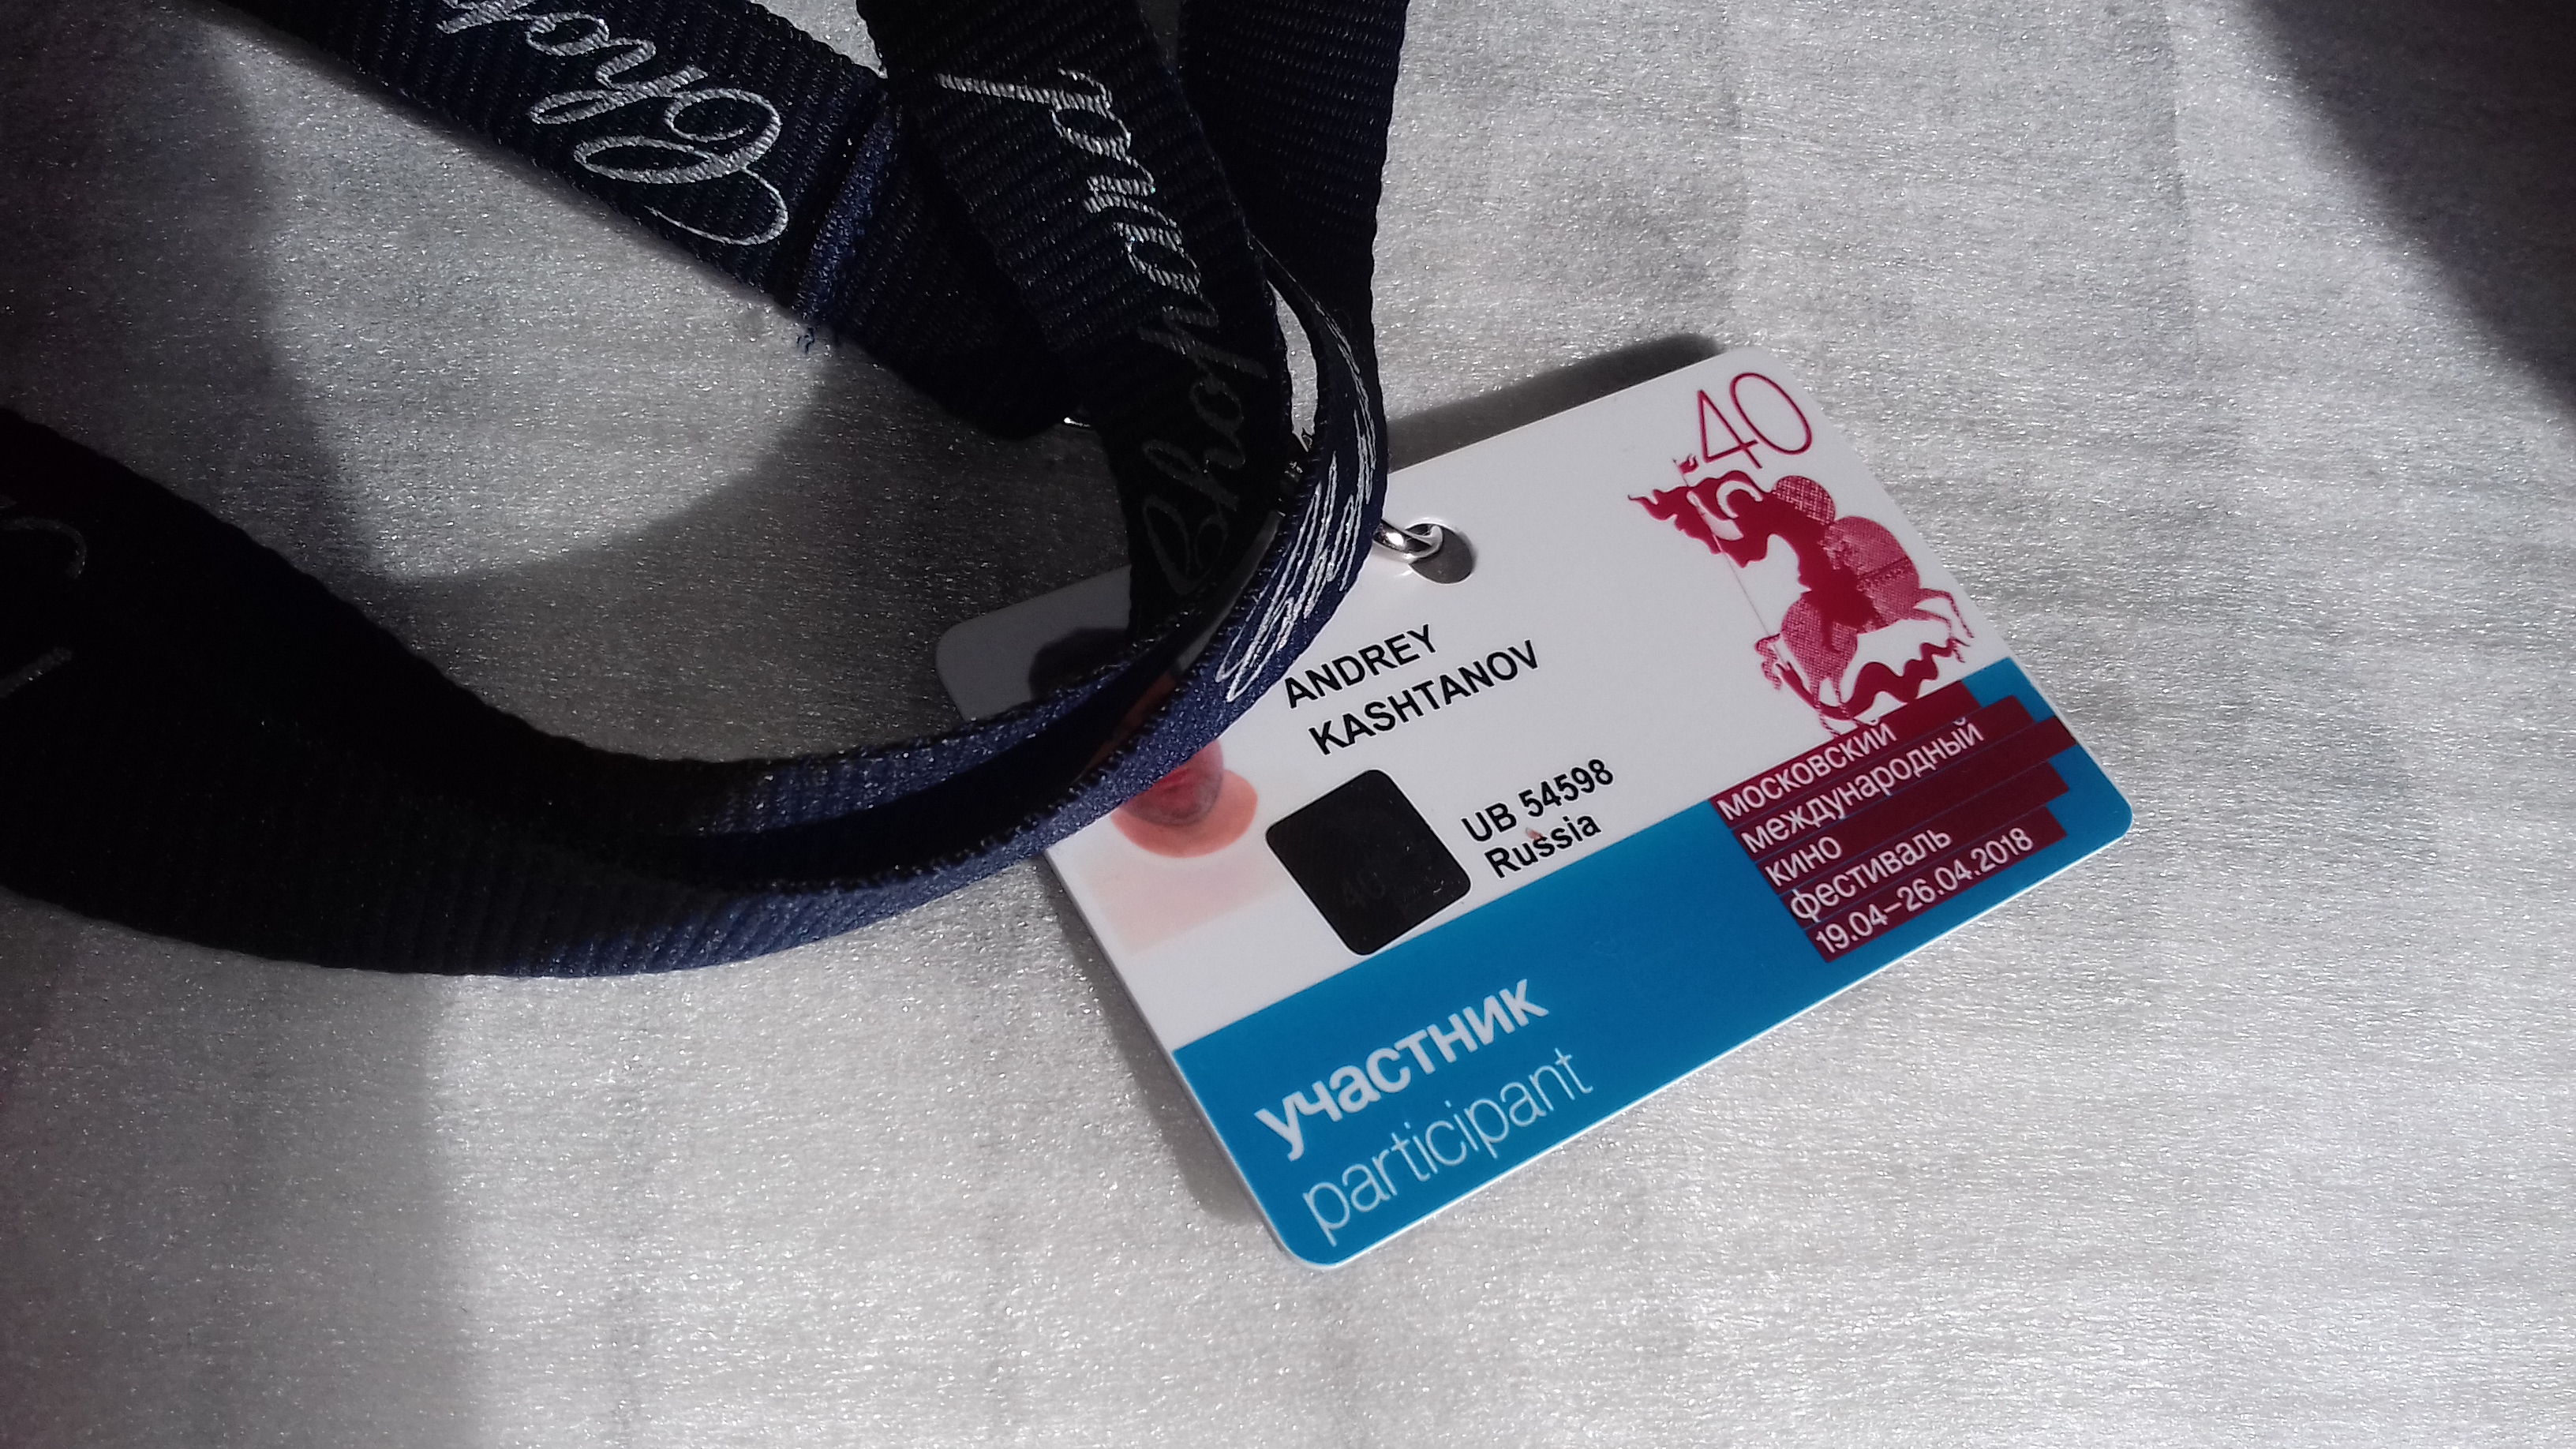 40
ANDREY
KASHTANOV
UB 54598
Russia
московский
международный
кино
фестиваль
19.04–26.04.2018
участник
participant